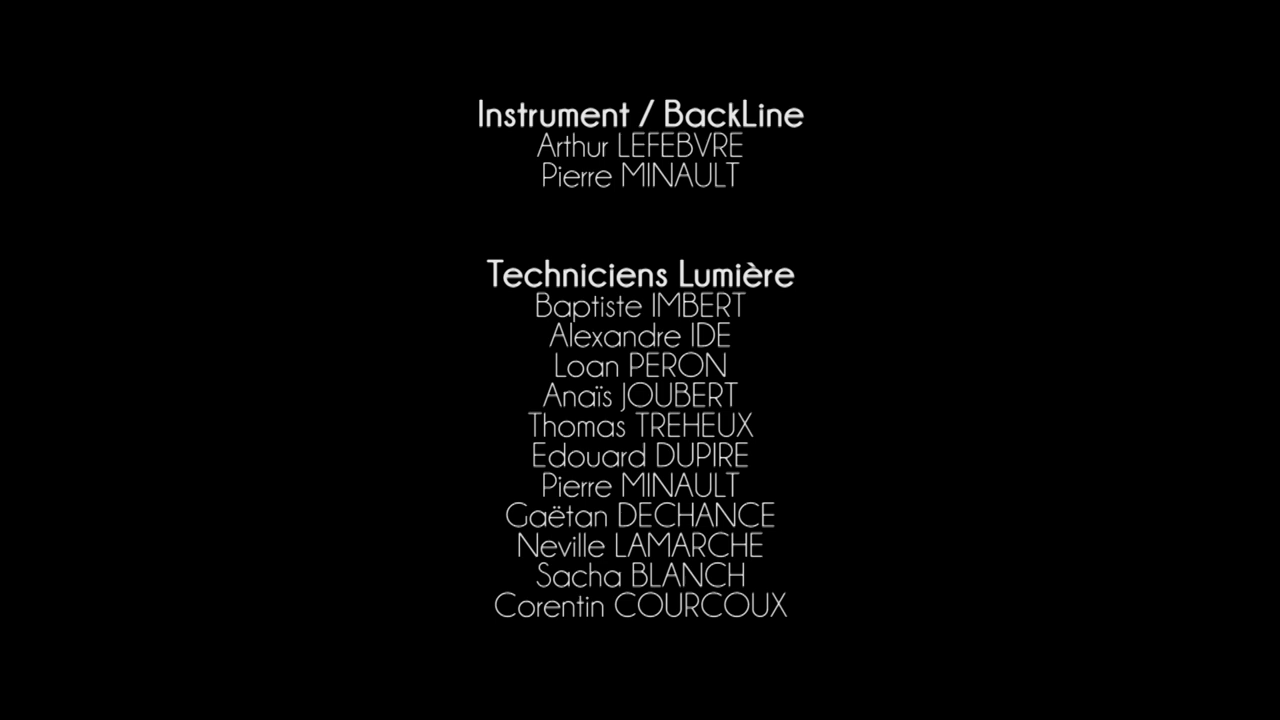 Instrument / BackLine
Arthur LEFEBVRE
Pierre MINAULT
Techniciens Lumière
Baptiste IMBERT
Alexandre IDE
Loan PERON
Anaïs JOUBERT
Thomas TREHEUX
Edouard DUPIRE
Pierre MINAULT
Gaëtan DECHANCE
Neville LAMARCHE
Sacha BLANCH
Corentin COURCOUX